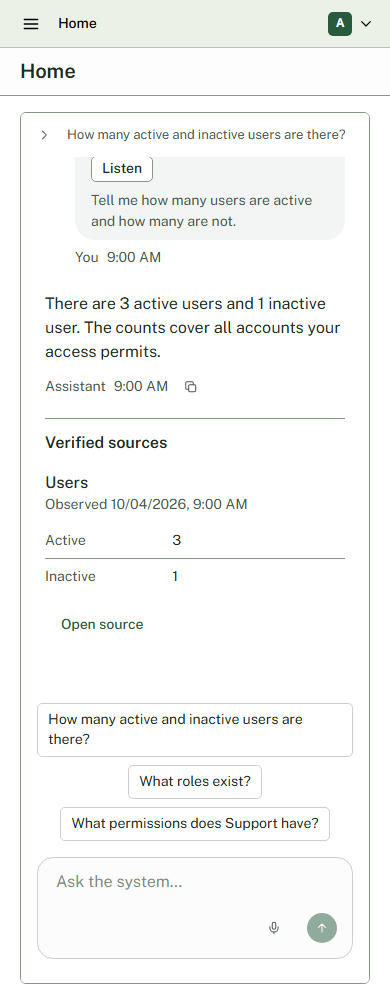 Home
A
Home
How many active and inactive users are there?
Listen
Tell me how many users are active
and how many are not.
You 9:00 AM
There are 3 active users and 1 inactive
user. The counts cover all accounts your
access permits.
Assistant 9:00 AM
Verified sources
Users
Observed 10/04/2026, 9:00 AM
Active 3
Inactive 1
Open source
How many active and inactive users are
there?
What roles exist?
What permissions does Support have?
Ask the system...